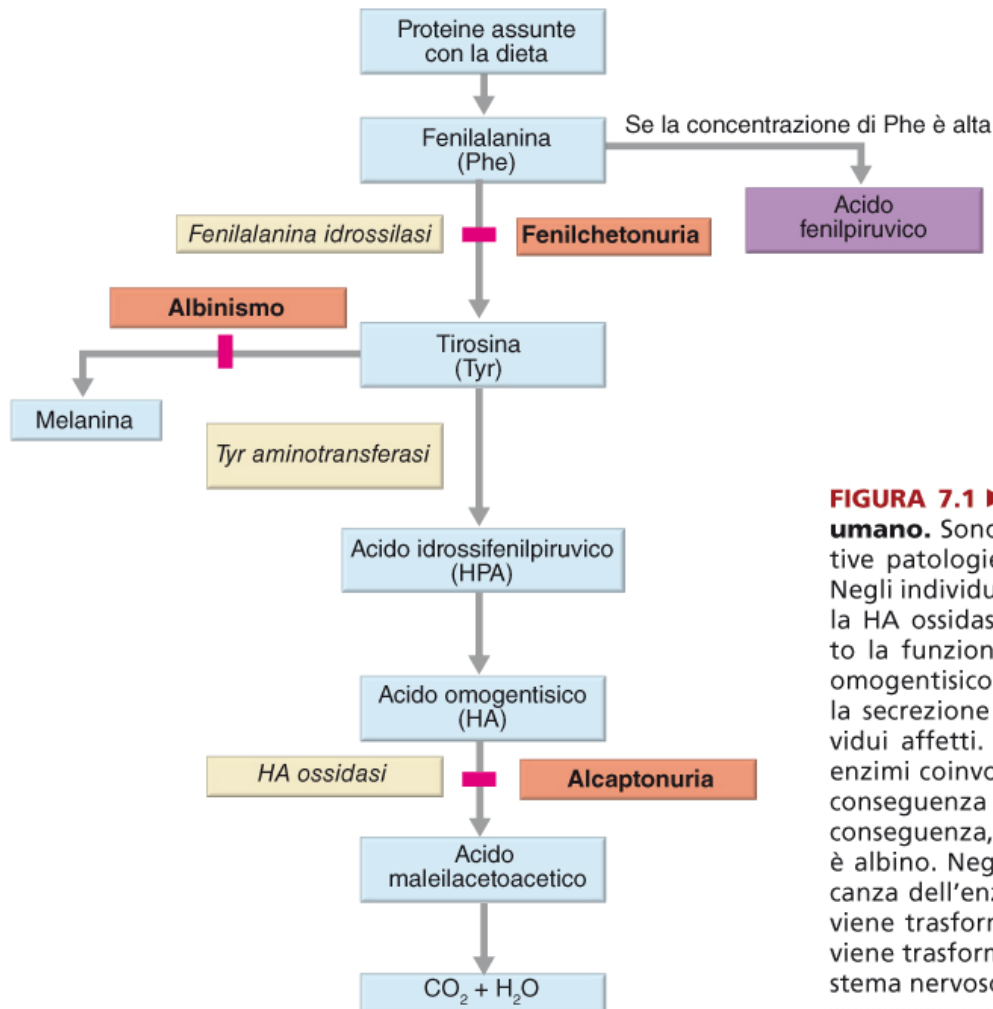 Proteine assunte
con la dieta
Fenilalanina
(Phe)
Se la concentrazione di Phe è alta
Acido
fenilpiruvico
Fenilalanina idrossilasi
Fenilchetonuria
Albinismo
Tirosina
(Tyr)
Melanina
Tyr aminotransferasi
Acido idrossifenilpiruvico
(HPA)
Acido omogentisico
(HA)
HA ossidasi
Alcaptonuria
Acido
maleilacetoacetico
CO₂ + H₂O
FIGURA 7.1 ▶
umano. Sono
tive patologie
Negli individu
la HA ossidas
to la funzion
omogentisico
la secrezione
vidui affetti.
enzimi coinvo
conseguenza
conseguenza,
è albino. Neg
canza dell'enz
viene trasforn
viene trasforn
stema nervoso